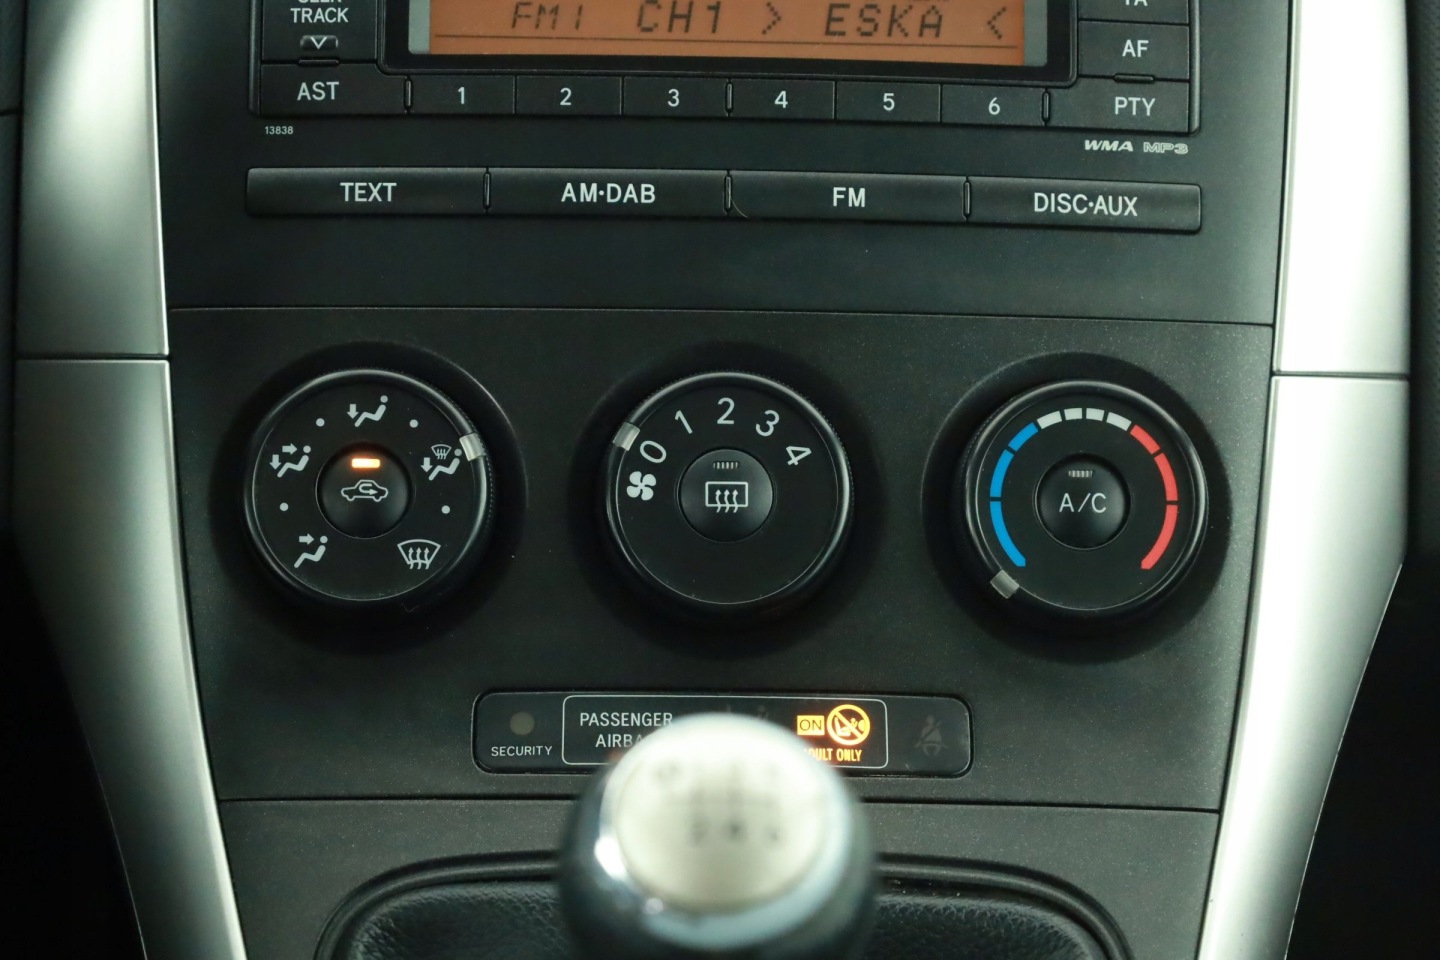 TRACK
FM1 CH1 > ESKA <
AF
AST 1 2 3 4 5 6 PTY
13838
WMA MP3
TEXT AM·DAB FM DISC·AUX
0 1 2 3 4
A/C
SECURITY
PASSENGER
ON
ONLY